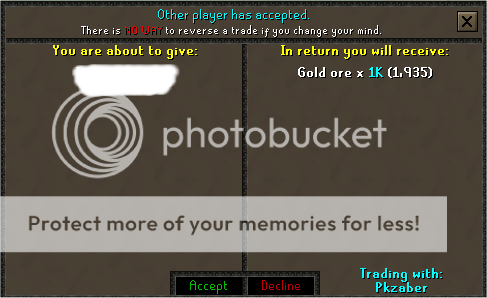 Other player has accepted.
There is NO WAY to reverse a trade if you change your mind.
You are about to give:
In return you will receive:
Gold ore x 1K (1,935)
photobucket
Protect more of your memories for less!
Accept
Decline
Trading with:
Pkzaber